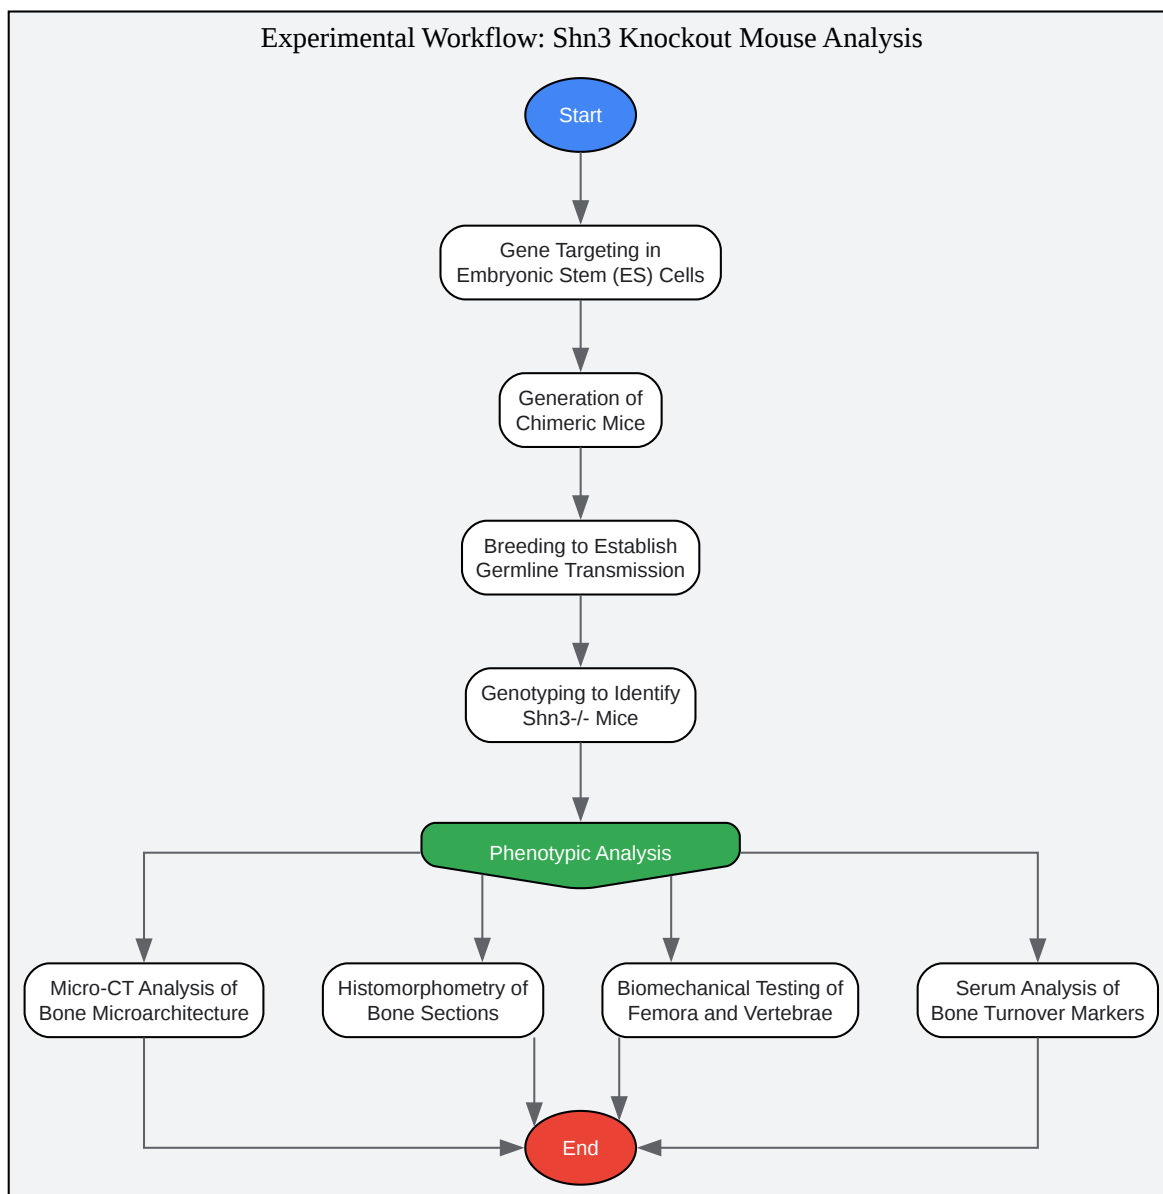 Experimental Workflow: Shn3 Knockout Mouse Analysis
Start
Gene Targeting in
Embryonic Stem (ES) Cells
Generation of
Chimeric Mice
Breeding to Establish
Germline Transmission
Genotyping to Identify
Shn3-/- Mice
Phenotypic Analysis
Micro-CT Analysis of
Bone Microarchitecture
Histomorphometry of
Bone Sections
Biomechanical Testing of
Femora and Vertebrae
Serum Analysis of
Bone Turnover Markers
End